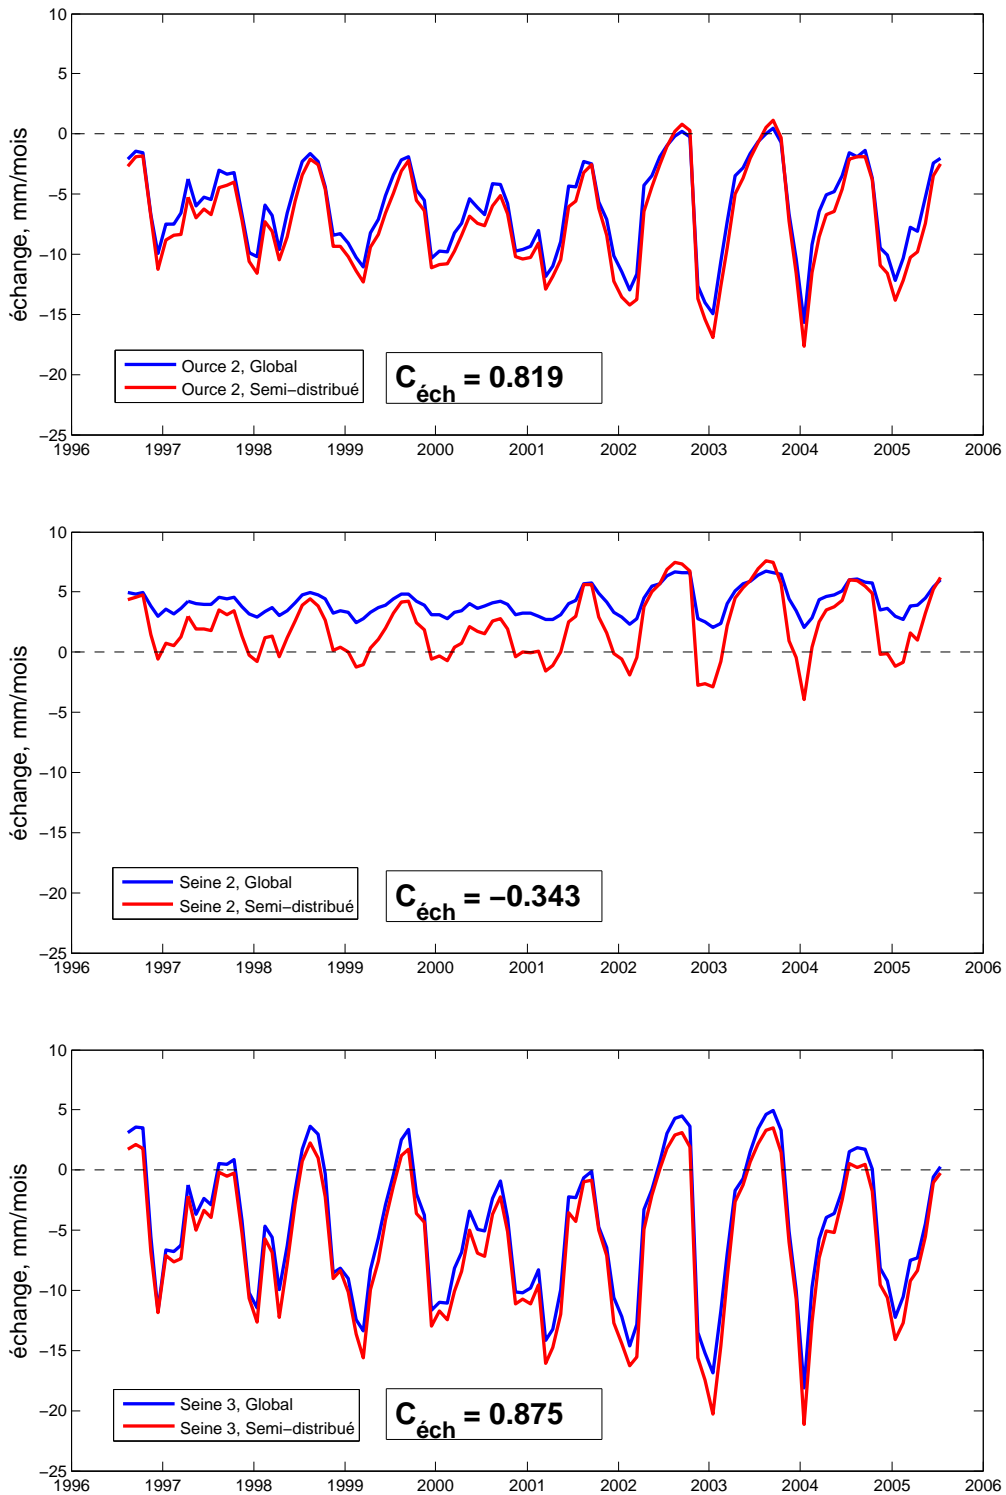 10
5
0
−5
−10
−15
−20
−25
échange, mm/mois
Ource 2, Global
Ource 2, Semi−distribué
Céch = 0.819
1996 1997 1998 1999 2000 2001 2002 2003 2004 2005 2006
10
5
0
−5
−10
−15
−20
−25
échange, mm/mois
Seine 2, Global
Seine 2, Semi−distribué
Céch = −0.343
1996 1997 1998 1999 2000 2001 2002 2003 2004 2005 2006
10
5
0
−5
−10
−15
−20
−25
échange, mm/mois
Seine 3, Global
Seine 3, Semi−distribué
Céch = 0.875
1996 1997 1998 1999 2000 2001 2002 2003 2004 2005 2006